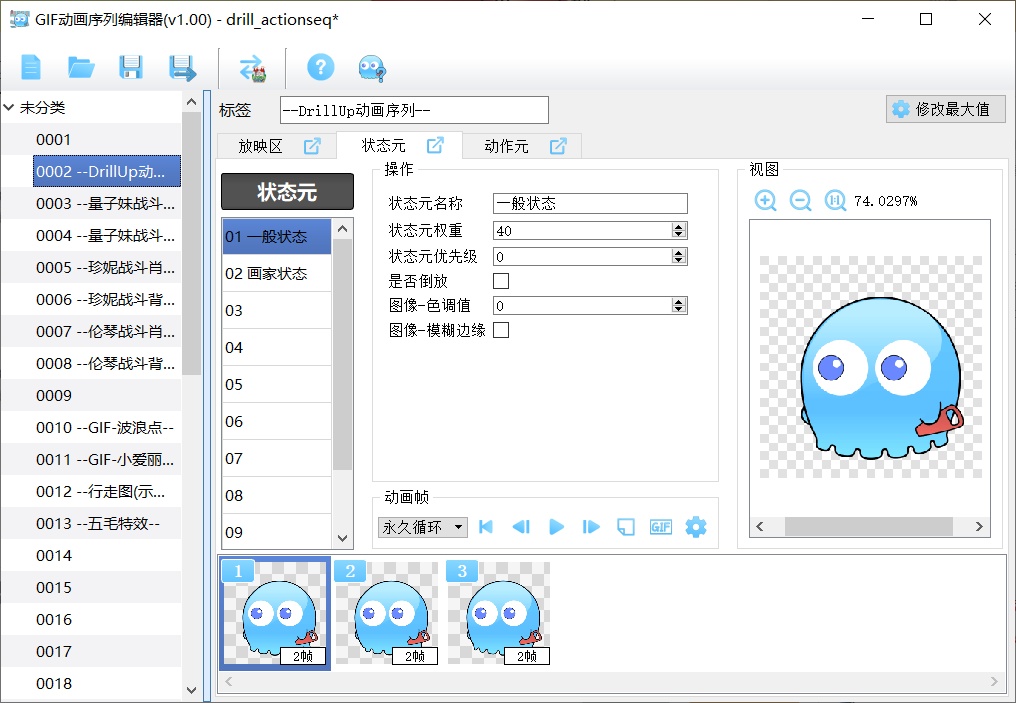 GIF动画序列编辑器(v1.00) - drill_actionseq*
未分类
0001
0002 --DrillUp动...
0003 --量子妹战斗...
0004 --量子妹战斗...
0005 --珍妮战斗肖...
0006 --珍妮战斗背...
0007 --伦琴战斗肖...
0008 --伦琴战斗背...
0009
0010 --GIF-波浪点--
0011 --GIF-小爱丽...
0012 --行走图(示...
0013 --五毛特效--
0014
0015
0016
0017
0018
标签
--DrillUp动画序列--
修改最大值
放映区
状态元
动作元
状态元
01 一般状态
02 画家状态
03
04
05
06
07
08
09
操作
状态元名称 一般状态
状态元权重 40
状态元优先级 0
是否倒放
图像-色调值 0
图像-模糊边缘
动画帧
永久循环
GIF
视图
74.0297%
1
2帧
2
2帧
3
2帧